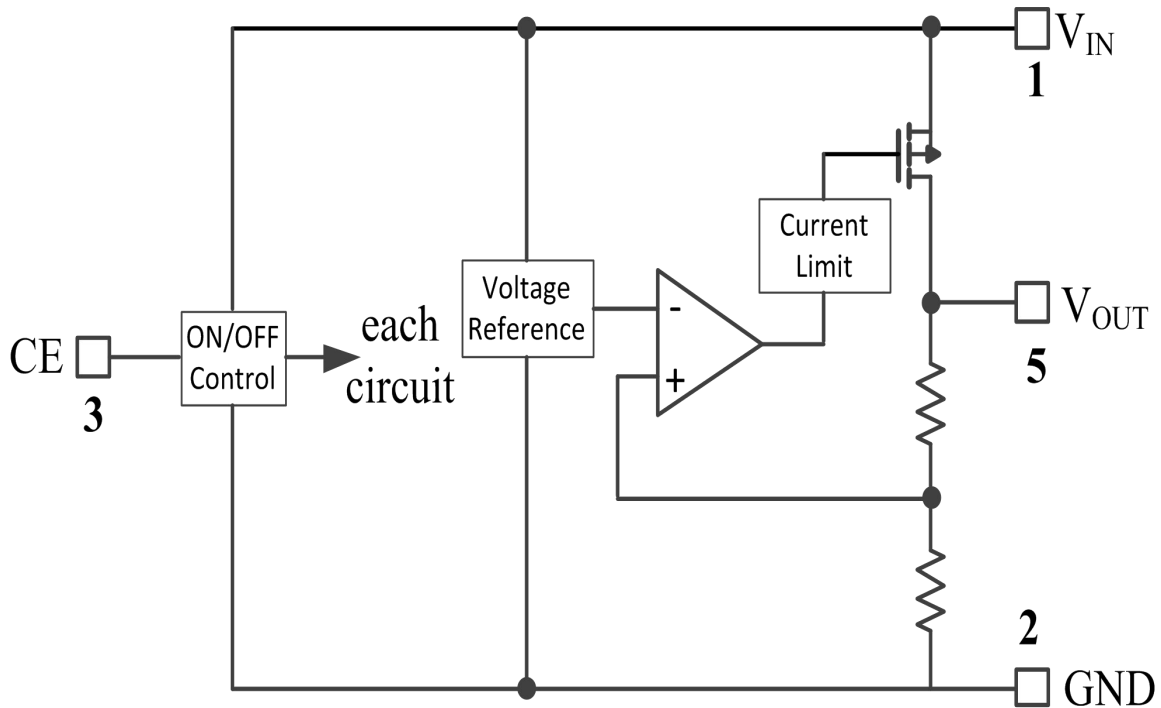 VIN
1
Current
Limit
Voltage
Reference
-
+
VOUT
5
ON/OFF
Control
each
circuit
CE
3
2
GND